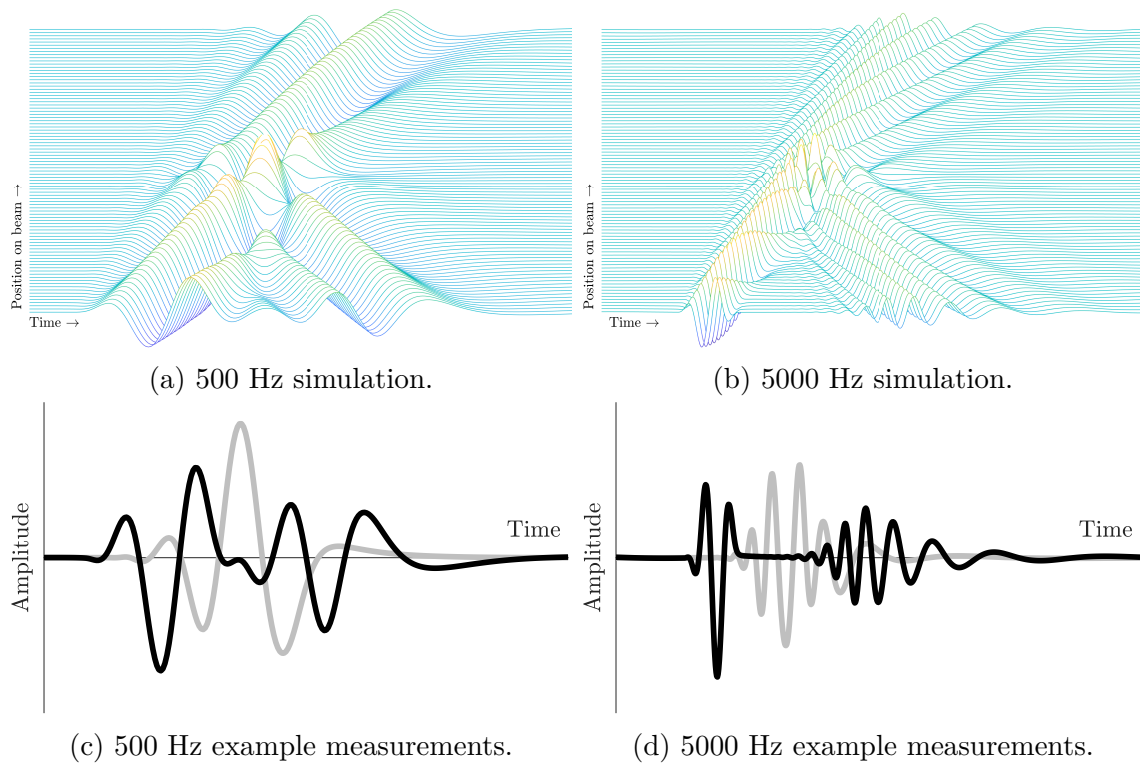 Position on beam →
Time →
(a) 500 Hz simulation.
Position on beam →
Time →
(b) 5000 Hz simulation.
Amplitude
Time
(c) 500 Hz example measurements.
Amplitude
Time
(d) 5000 Hz example measurements.